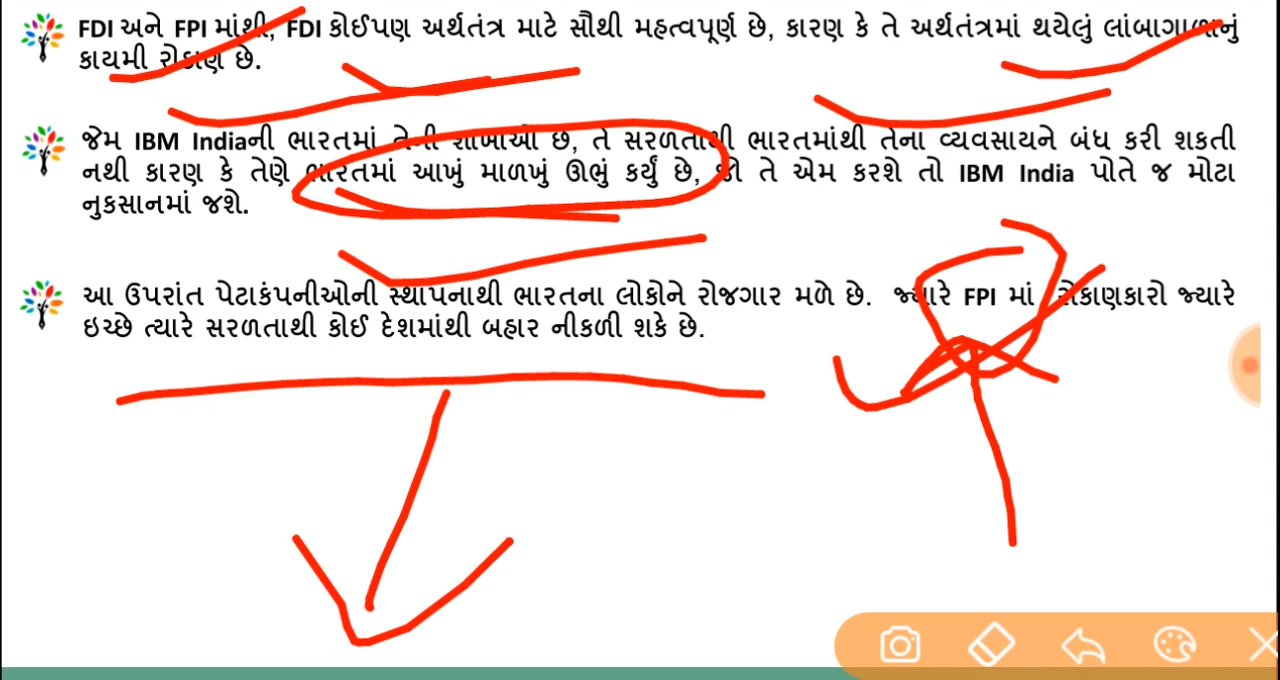 FDI અને FPI માંથી, FDI કોઈપણ અર્થતંત્ર માટે સૌથી મહત્વપૂર્ણ છે, કારણ કે તે અર્થતંત્રમાં થયેલું લાંબાગાળાનું
કાયમી રોકાણ છે.
જેમ IBM Indiaની ભારતમાં તેની શાખાઓ છે, તે સરળતાથી ભારતમાંથી તેના વ્યવસાયને બંધ કરી શકતી
નથી કારણ કે તેણે ભારતમાં આખું માળખું ઊભું કર્યું છે, જો તે એમ કરશે તો IBM India પોતે જ મોટા
નુકસાનમાં જશે.
આ ઉપરાંત પેટાકંપનીઓની સ્થાપનાથી ભારતના લોકોને રોજગાર મળે છે. જ્યારે FPI માં રોકાણકારો જ્યારે
ઇચ્છે ત્યારે સરળતાથી કોઈ દેશમાંથી બહાર નીકળી શકે છે.